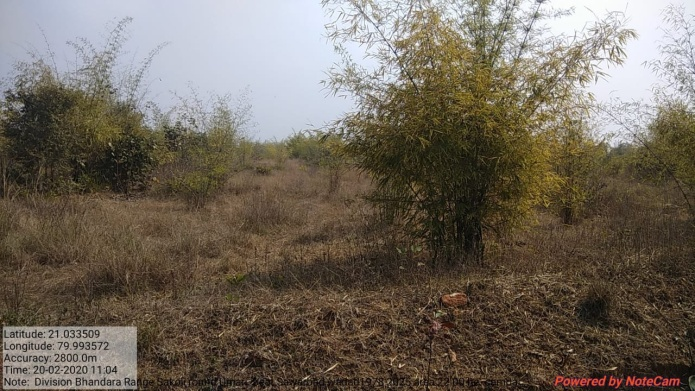 Latitude: 21.033509
Longitude: 79.993572
Accuracy: 2800.0m
Time: 20-02-2020 11:04
Note: Division Bhandara Range Sakoli round
Powered by NoteCam